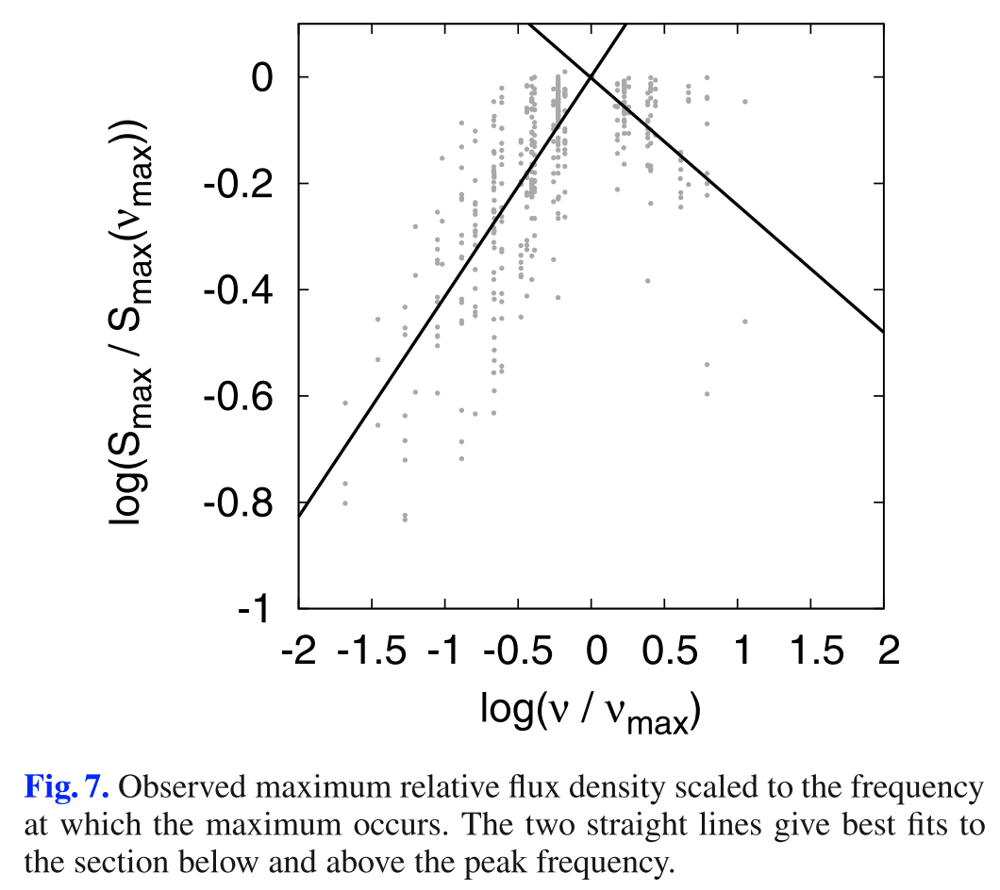 0
-0.2
-0.4
-0.6
-0.8
-1
log(Smax / Smax(νmax))
-2 -1.5 -1 -0.5 0 0.5 1 1.5 2
log(ν / νmax)
Fig. 7. Observed maximum relative flux density scaled to the frequency
at which the maximum occurs. The two straight lines give best fits to
the section below and above the peak frequency.